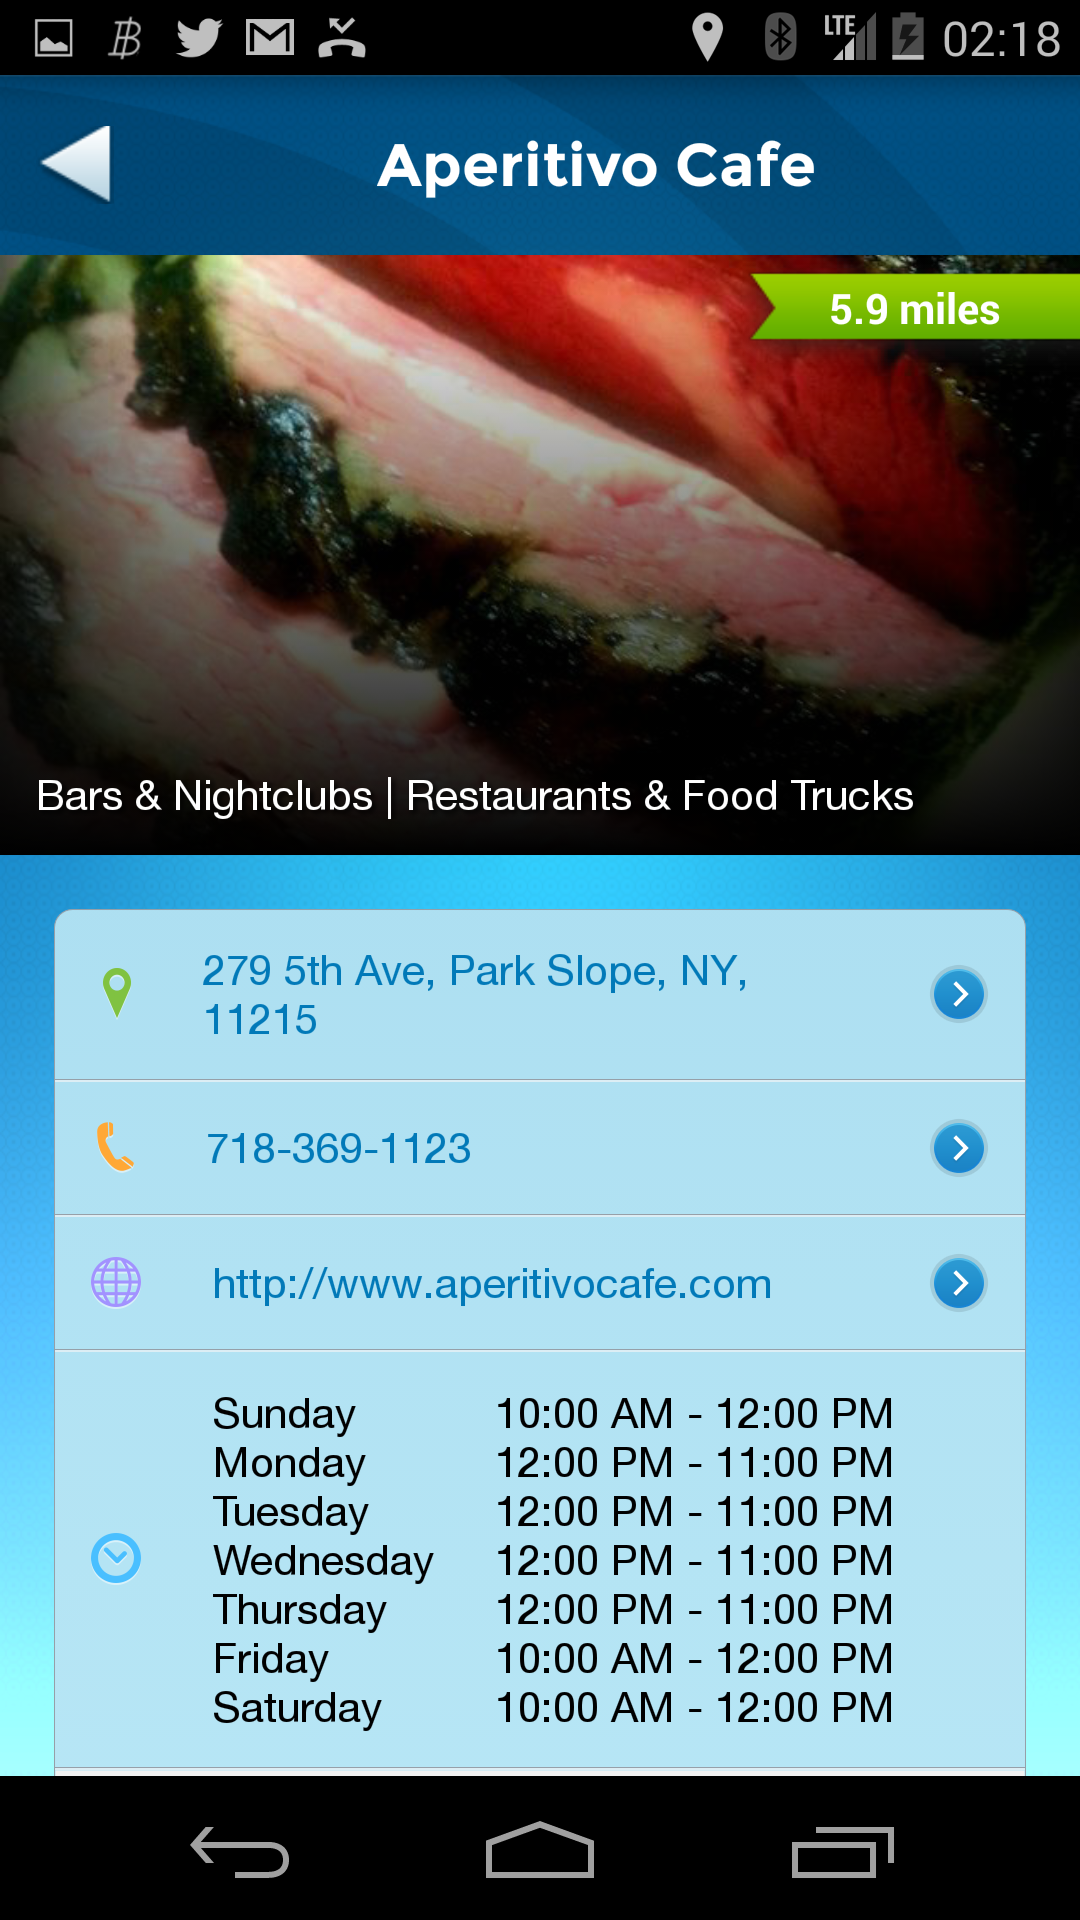 LTE 02:18
Aperitivo Cafe
5.9 miles
Bars & Nightclubs | Restaurants & Food Trucks
279 5th Ave, Park Slope, NY,
11215
718-369-1123
http://www.aperitivocafe.com
Sunday 10:00 AM - 12:00 PM
Monday 12:00 PM - 11:00 PM
Tuesday 12:00 PM - 11:00 PM
Wednesday 12:00 PM - 11:00 PM
Thursday 12:00 PM - 11:00 PM
Friday 10:00 AM - 12:00 PM
Saturday 10:00 AM - 12:00 PM